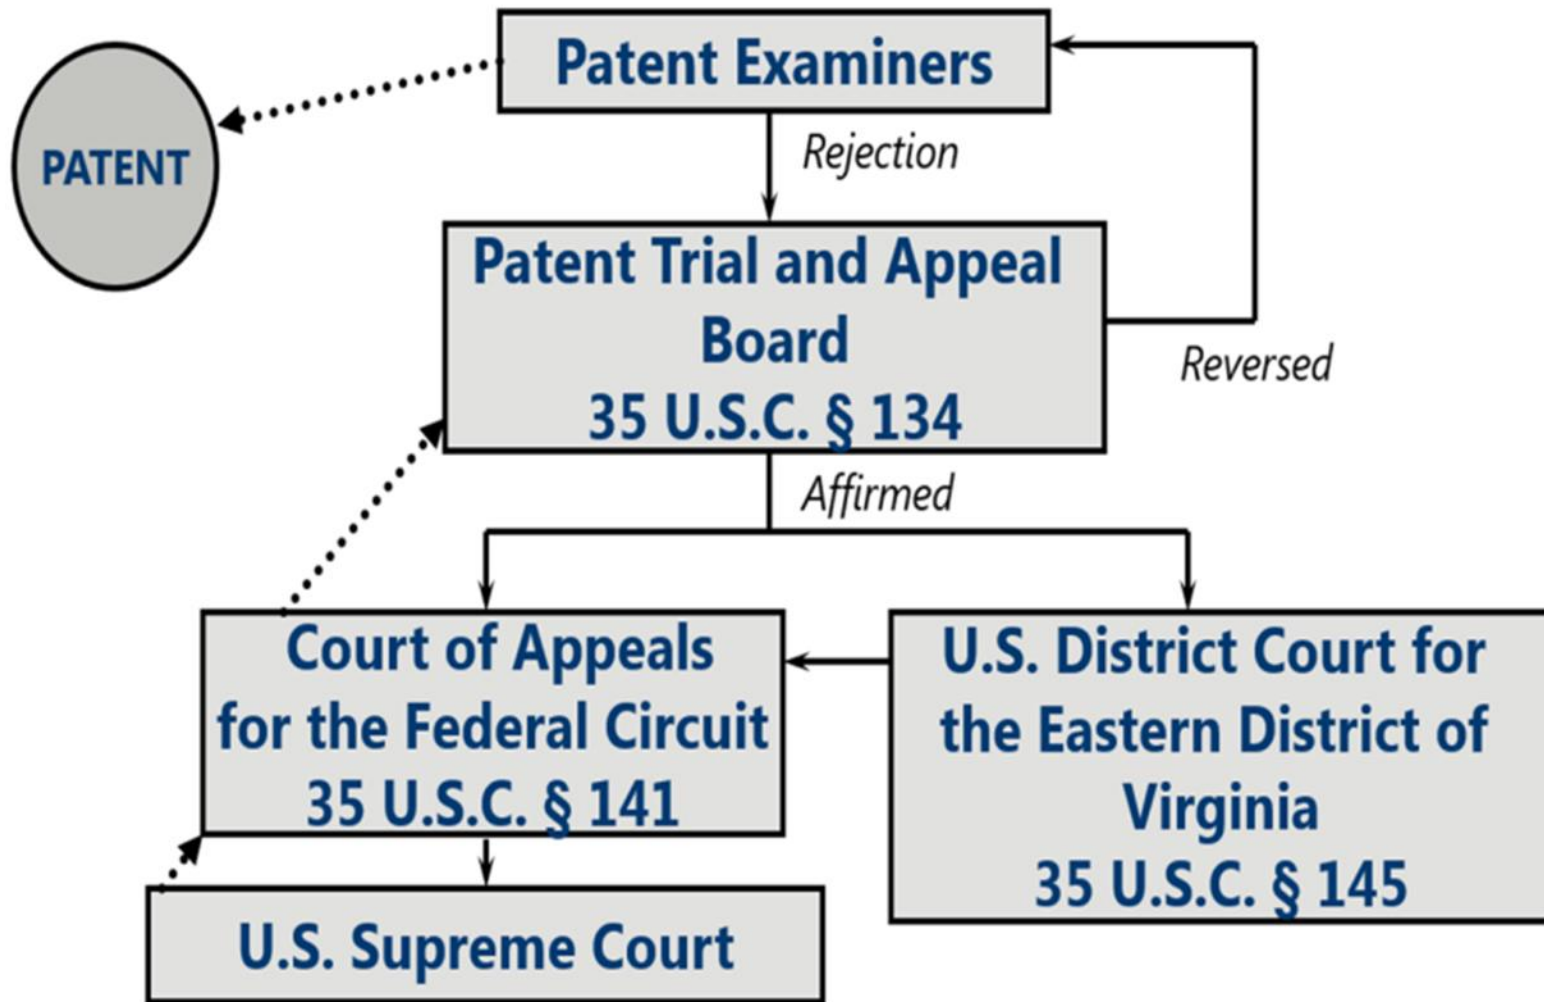 Patent Examiners
PATENT
Rejection
Patent Trial and Appeal
Board
35 U.S.C. § 134
Reversed
Affirmed
Court of Appeals
for the Federal Circuit
35 U.S.C. § 141
U.S. District Court for
the Eastern District of
Virginia
35 U.S.C. § 145
U.S. Supreme Court